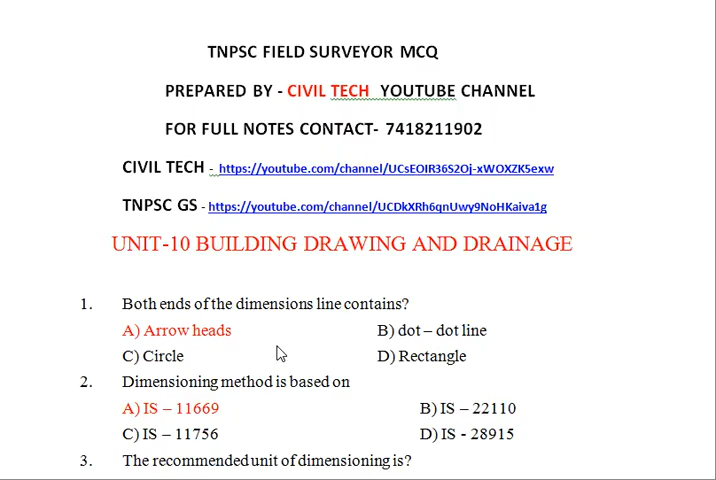 TNPSC FIELD SURVEYOR MCQ
PREPARED BY - CIVIL TECH YOUTUBE CHANNEL
FOR FULL NOTES CONTACT- 7418211902
CIVIL TECH - https://youtube.com/channel/UCsEOIR36S2Oj-xWOXZK5exw
TNPSC GS - https://youtube.com/channel/UCDkXRh6qnUwy9NoHKaiva1g
UNIT-10 BUILDING DRAWING AND DRAINAGE
1. Both ends of the dimensions line contains?
A) Arrow heads B) dot – dot line
C) Circle D) Rectangle
2. Dimensioning method is based on
A) IS – 11669 B) IS – 22110
C) IS – 11756 D) IS - 28915
3. The recommended unit of dimensioning is?